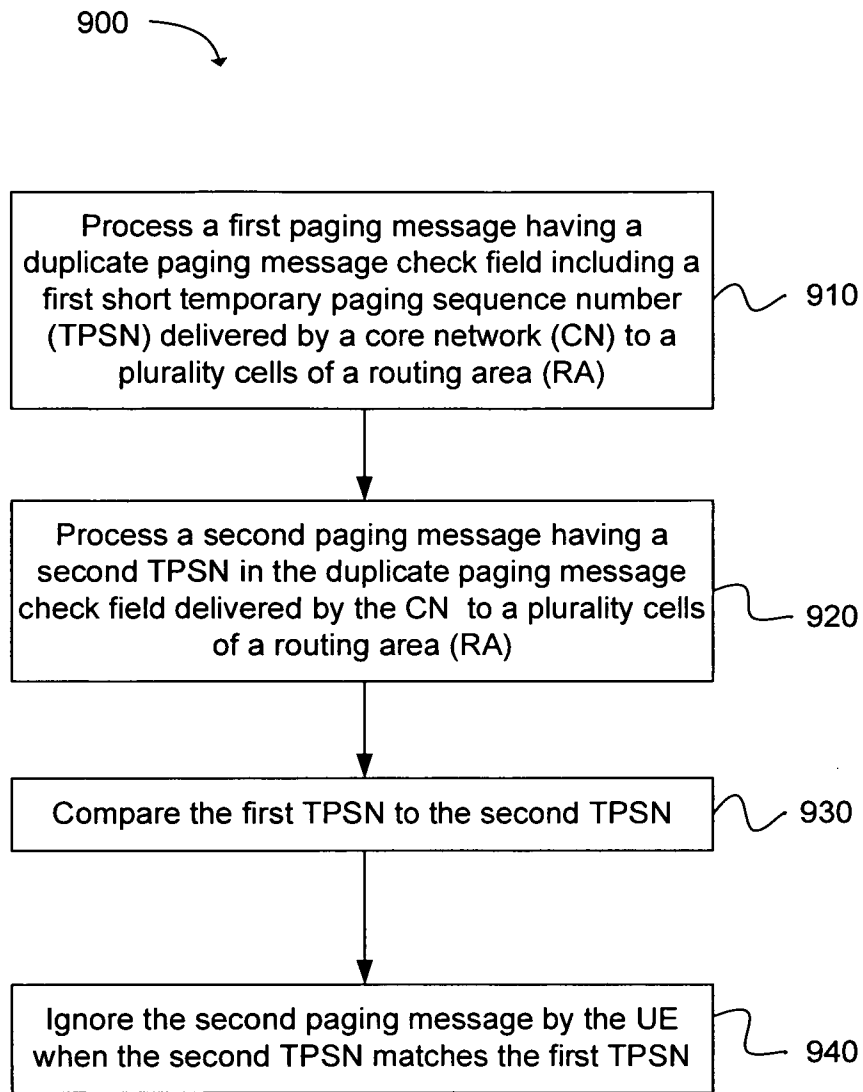 900
Process a first paging message having a
duplicate paging message check field including a
first short temporary paging sequence number
(TPSN) delivered by a core network (CN) to a
plurality cells of a routing area (RA)
910
Process a second paging message having a
second TPSN in the duplicate paging message
check field delivered by the CN to a plurality cells
of a routing area (RA)
920
Compare the first TPSN to the second TPSN
930
Ignore the second paging message by the UE
when the second TPSN matches the first TPSN
940